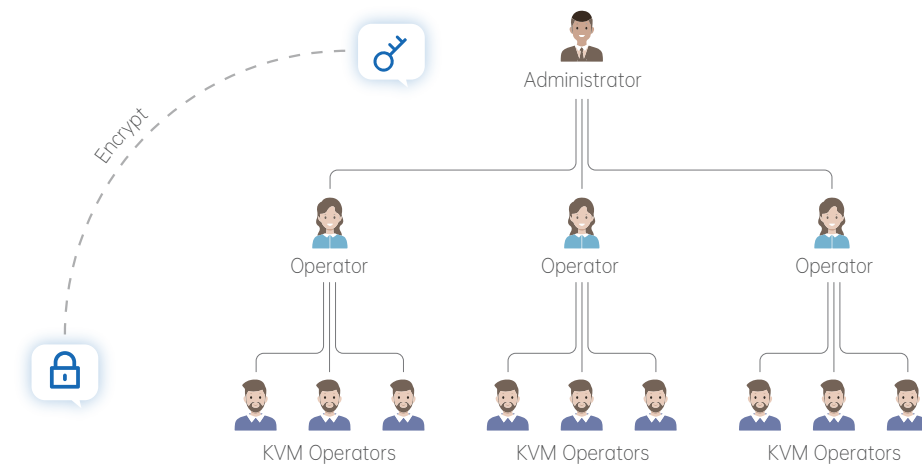 Administrator
Encrypt
Operator
Operator
Operator
KVM Operators
KVM Operators
KVM Operators